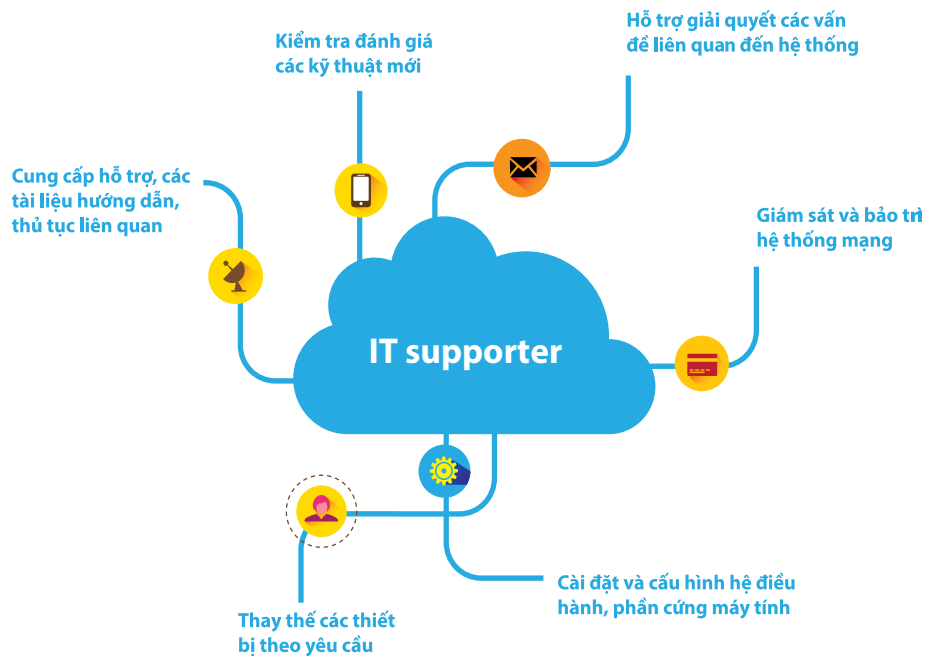 Kiểm tra đánh giá
các kỹ thuật mới
Hỗ trợ giải quyết các vấn
đề liên quan đến hệ thống
Cung cấp hỗ trợ, các
tài liệu hướng dẫn,
thủ tục liên quan
Giám sát và bảo trì
hệ thống mạng
IT supporter
Cài đặt và cấu hình hệ điều
hành, phần cứng máy tính
Thay thế các thiết
bị theo yêu cầu